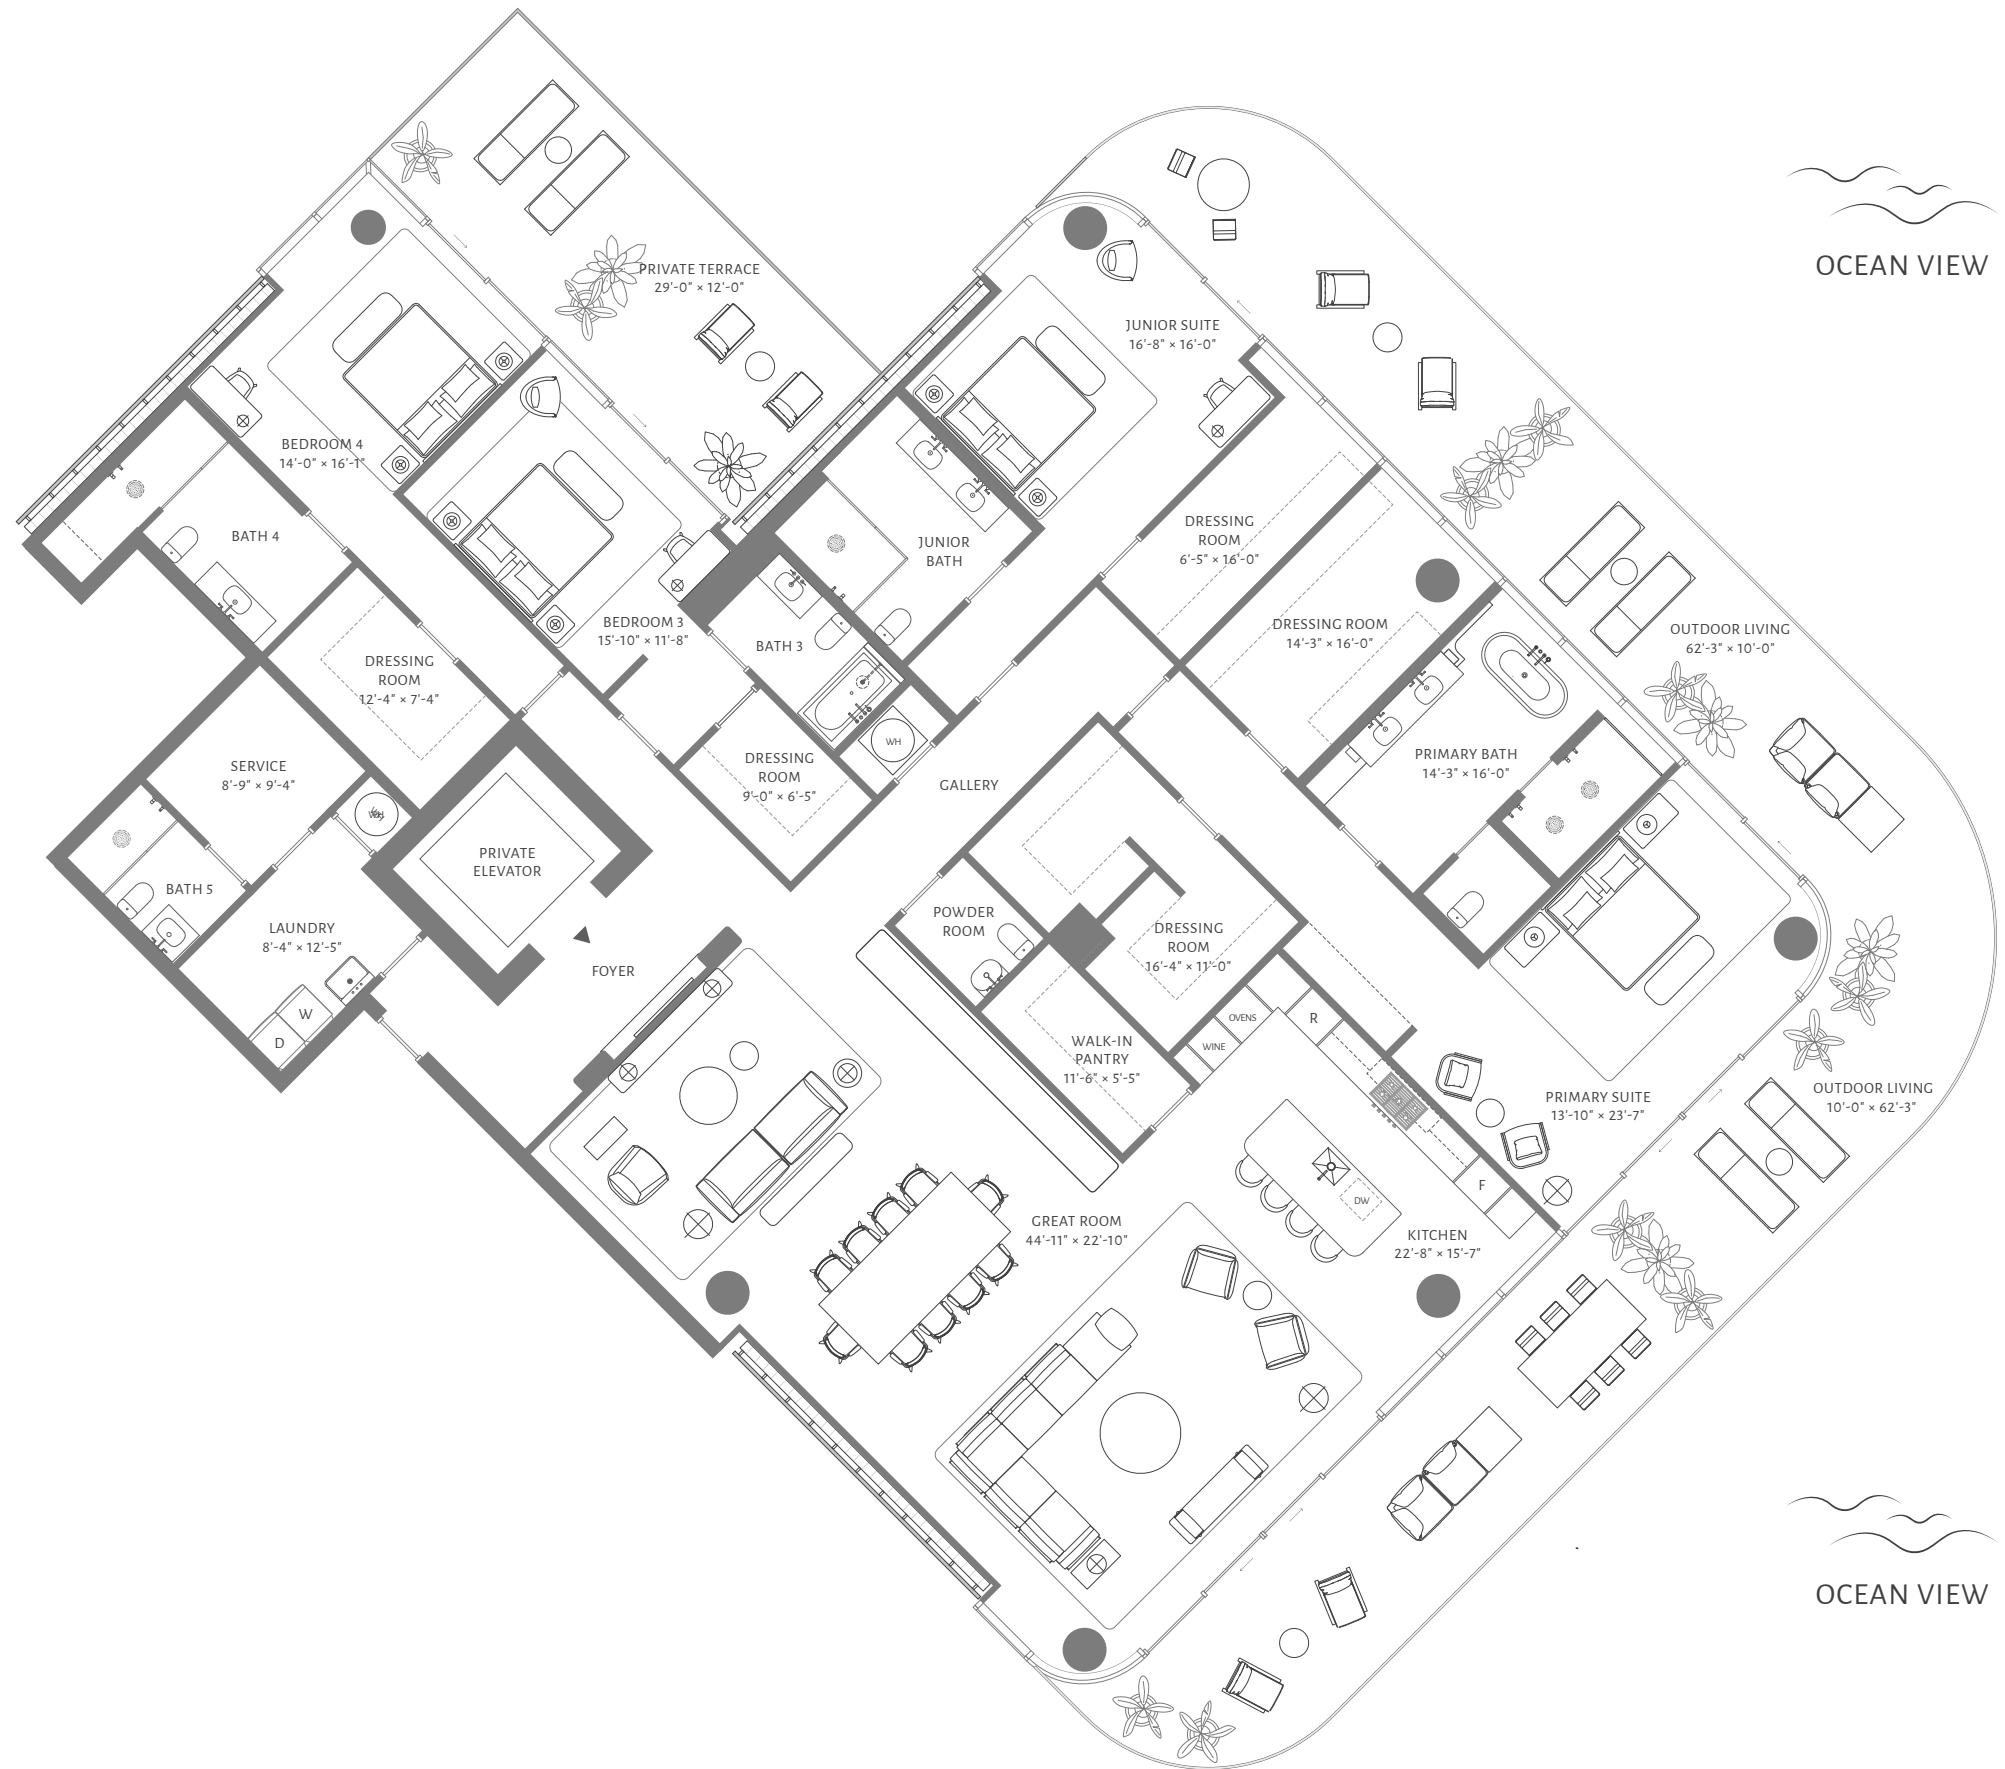 OCEAN VIEW
PRIVATE TERRACE
29'-0" × 12'-0"
JUNIOR SUITE
16'-8" × 16'-0"
BEDROOM 4
14'-0" × 16'-1"
BATH 4
DRESSING
ROOM
6'-5" × 16'-0"
JUNIOR
BATH
BEDROOM 3
15'-10" × 11'-8"
DRESSING ROOM
14'-3" × 16'-0"
OUTDOOR LIVING
62'-3" × 10'-0"
BATH 3
DRESSING
ROOM
12'-4" × 7'-4"
WH
PRIMARY BATH
14'-3" × 16'-0"
SERVICE
8'-9" × 9'-4"
DRESSING
ROOM
9'-0" × 6'-5"
GALLERY
PRIVATE
ELEVATOR
BATH 5
POWDER
ROOM
LAUNDRY
8'-4" × 12'-5"
DRESSING
ROOM
16'-4" × 11'-0"
FOYER
W
D
OVENS
R
WINE
WALK-IN
PANTRY
11'-6" × 5'-5"
PRIMARY SUITE
13'-10" × 23'-7"
OUTDOOR LIVING
10'-0" × 62'-3"
F
DW
GREAT ROOM
44'-11" × 22'-10"
KITCHEN
22'-8" × 15'-7"
OCEAN VIEW